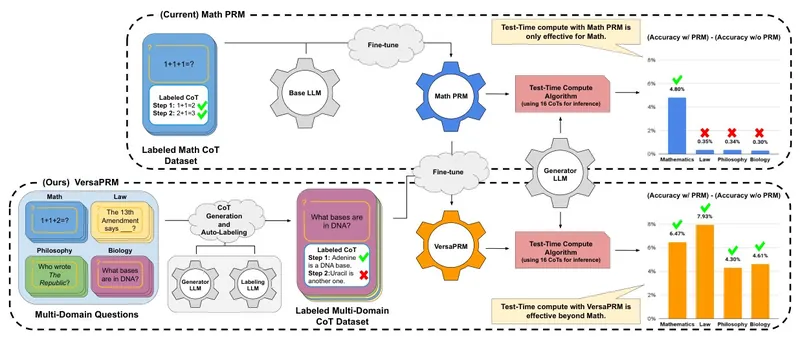 (Current) Math PRM
1+1+1=?
Labeled CoT
Step 1: 1+1=2
Step 2: 2+1=3
Labeled Math CoT
Dataset
Base LLM
Fine-tune
Math PRM
Test-Time compute with Math PRM is
only effective for Math.
Test-Time Compute
Algorithm
(using 16 CoTs for inference)
(Accuracy w/ PRM) - (Accuracy w/o PRM)
8%
6%
4%
2%
0%
4.80%
0.35%
0.34%
0.30%
Mathematics
Law
Philosophy
Biology
Fine-tune
Generator
LLM
(Ours) VersaPRM
Math
Law
1+1+2=?
The 13th
Amendment
says ___?
Philosophy
Biology
Who wrote
The
Republic?
What bases
are in DNA?
Multi-Domain Questions
CoT
Generation
and
Auto-Labeling
Generator
LLM
Labeling
LLM
What bases are
in DNA?
Labeled CoT
Step 1: Adenine
is a DNA base.
Step 2:Uracil is
another one.
Labeled Multi-Domain
CoT Dataset
VersaPRM
Test-Time Compute
Algorithm
(using 16 CoTs for inference)
Test-Time compute with VersaPRM is
effective beyond Math.
(Accuracy w/ PRM) - (Accuracy w/o PRM)
8%
6%
4%
2%
0%
6.47%
7.93%
4.30%
4.61%
Mathematics
Law
Philosophy
Biology